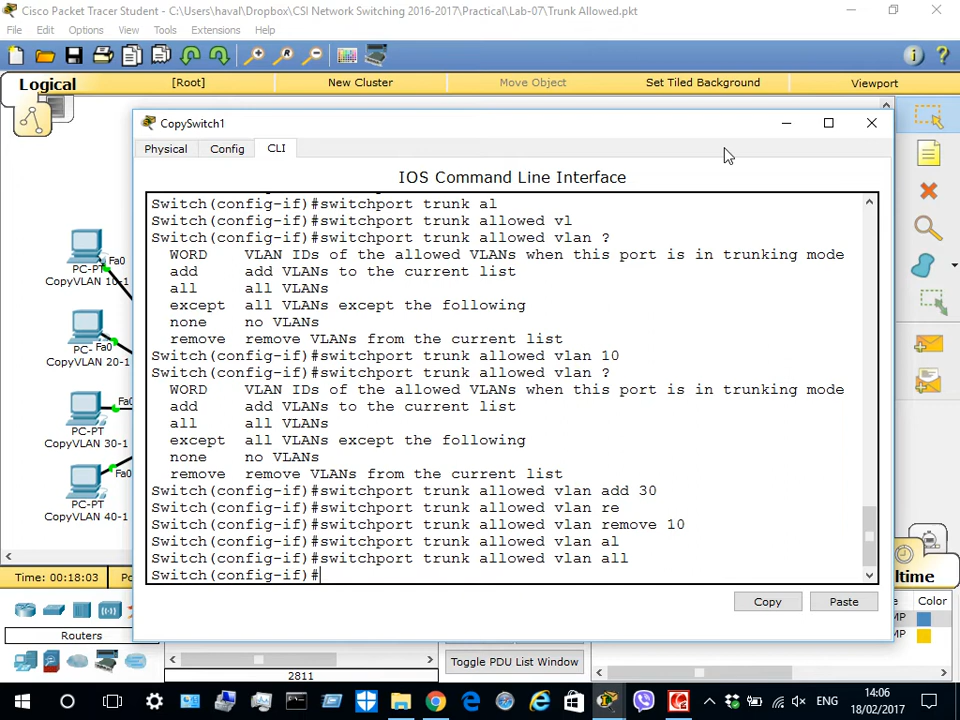 Cisco Packet Tracer Student - C:\Users\haval\Dropbox\CSI Network Switching 2016-2017\Practical\Lab-07\Trunk Allowed.pkt
File Edit Options View Tools Extensions Help
Logical [Root] New Cluster Move Object Set Tiled Background Viewport
CopySwitch1
Physical Config CLI
IOS Command Line Interface
Switch(config-if)#switchport trunk al
Switch(config-if)#switchport trunk allowed vl
Switch(config-if)#switchport trunk allowed vlan ?
WORD VLAN IDs of the allowed VLANs when this port is in trunking mode
add add VLANs to the current list
all all VLANs
except all VLANs except the following
none no VLANs
remove remove VLANs from the current list
Switch(config-if)#switchport trunk allowed vlan 10
Switch(config-if)#switchport trunk allowed vlan ?
WORD VLAN IDs of the allowed VLANs when this port is in trunking mode
add add VLANs to the current list
all all VLANs
except all VLANs except the following
none no VLANs
remove remove VLANs from the current list
Switch(config-if)#switchport trunk allowed vlan add 30
Switch(config-if)#switchport trunk allowed vlan re
Switch(config-if)#switchport trunk allowed vlan remove 10
Switch(config-if)#switchport trunk allowed vlan al
Switch(config-if)#switchport trunk allowed vlan all
Switch(config-if)#
Copy Paste
Fa0
PC-PT
CopyVLAN 10-1
Fa0
PC-
CopyVLAN 20-1
Fa0
PC-PT
CopyVLAN 30-1
Fa0
PC-PT
CopyVLAN 40-1
Time: 00:18:03
ltime
Routers
2811
Toggle PDU List Window
Color
MP
MP
ENG
14:06
18/02/2017